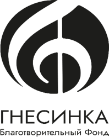 ГНЕСИНКА
Благотворительный Фонд